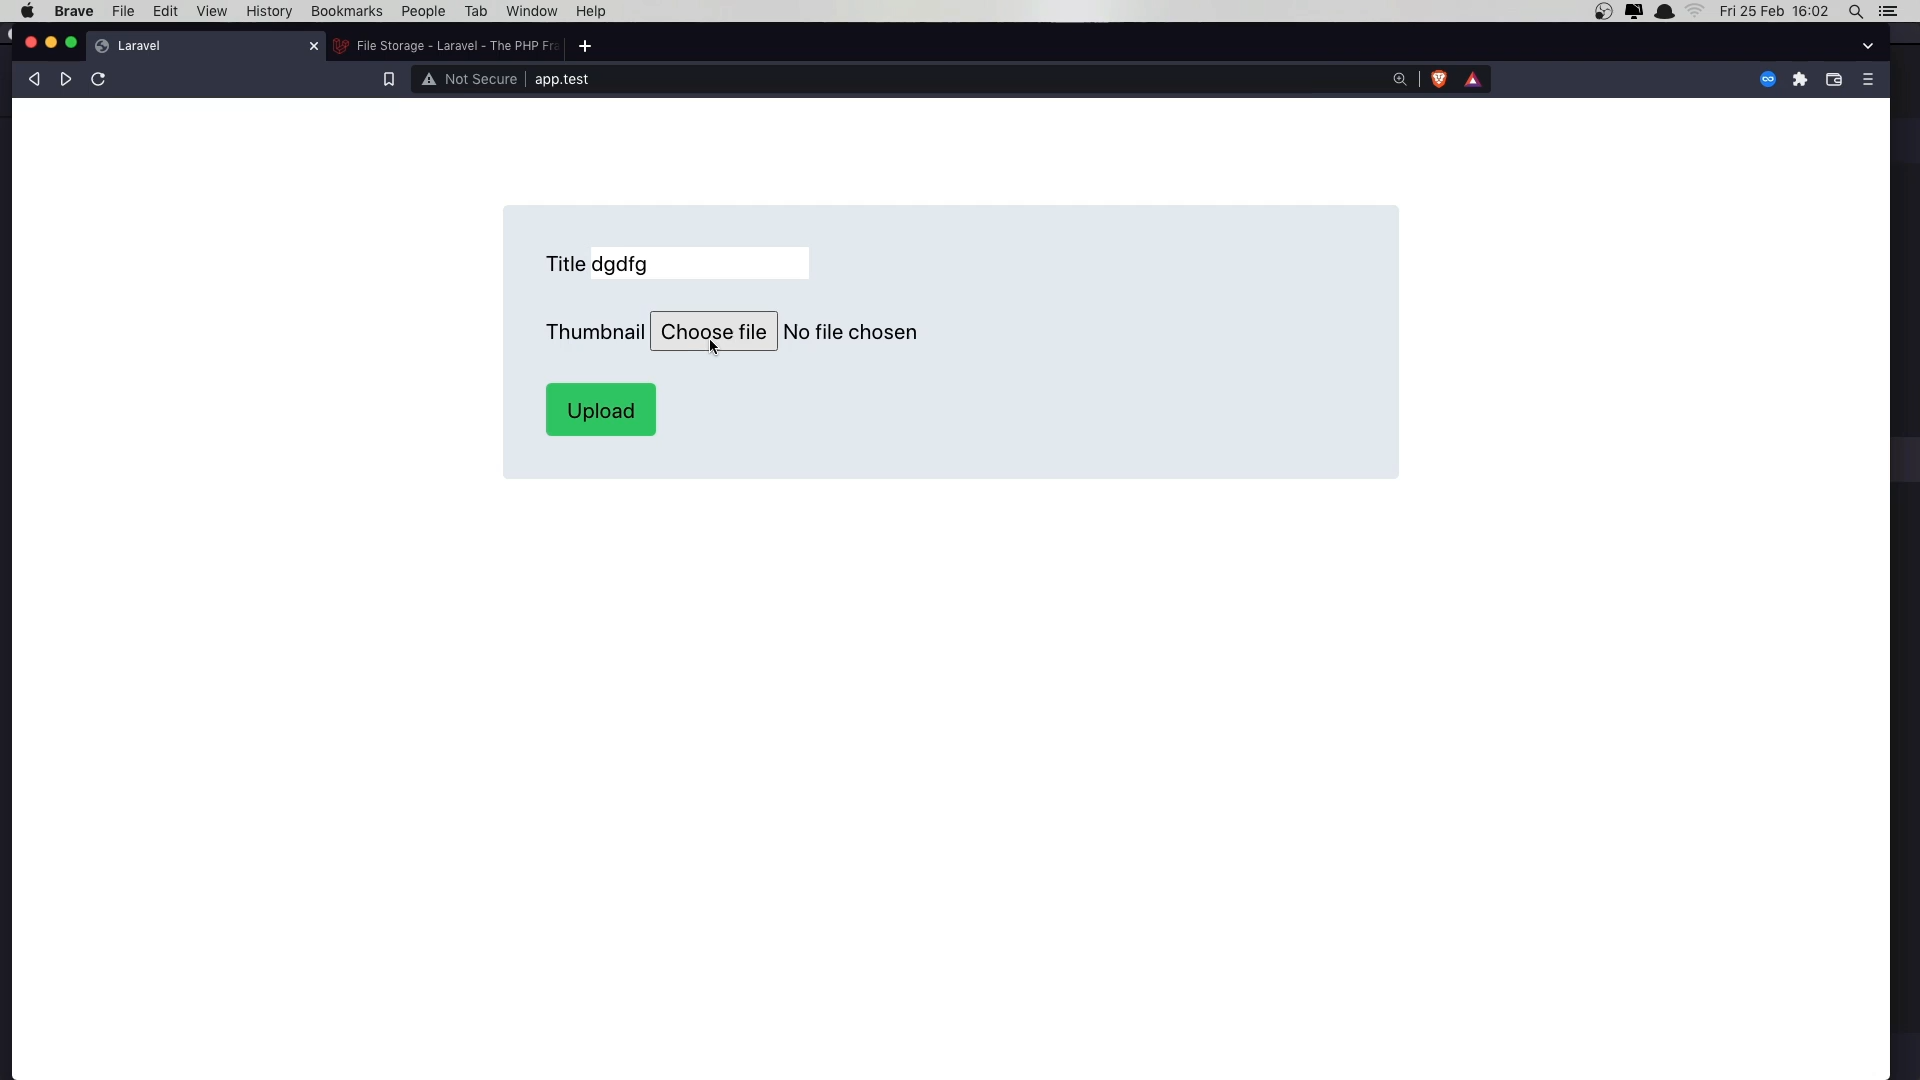 Brave File Edit View History Bookmarks People Tab Window Help Fri 25 Feb 16:02
Laravel File Storage - Laravel - The PHP Fra
Not Secure app.test
Title dgdfg
Thumbnail Choose file No file chosen
Upload